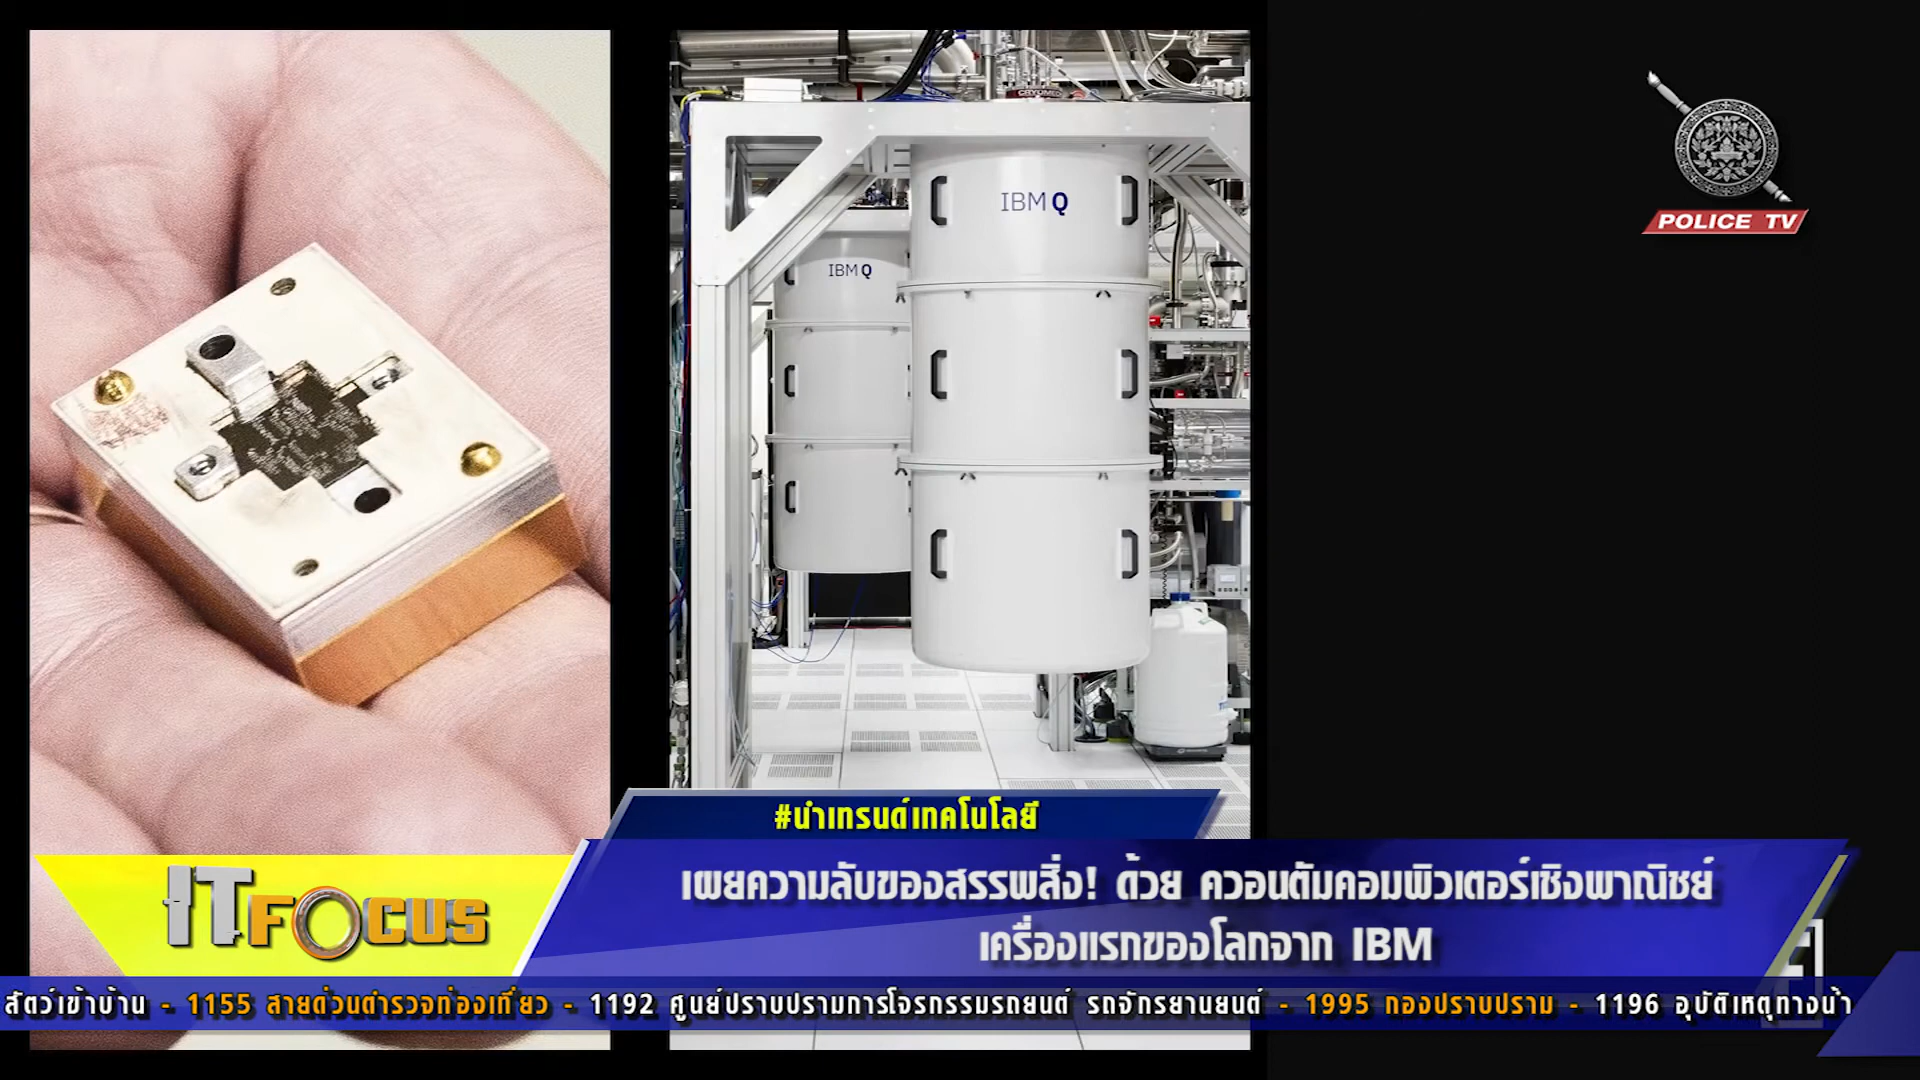 CRYOMECH
IBM Q
IBM Q
POLICE TV
#นำเทรนด์เทคโนโลยี
IT FOCUS
เผยความลับของสรรพสิ่ง! ด้วย ควอนตัมคอมพิวเตอร์เชิงพาณิชย์
เครื่องแรกของโลกจาก IBM
สัตว์เข้าบ้าน - 1155 สายด่วนตำรวจท่องเที่ยว - 1192 ศูนย์ปราบปรามการโจรกรรมรถยนต์ รถจักรยานยนต์ - 1995 กองปราบปราม - 1196 อุบัติเหตุทางน้ำ